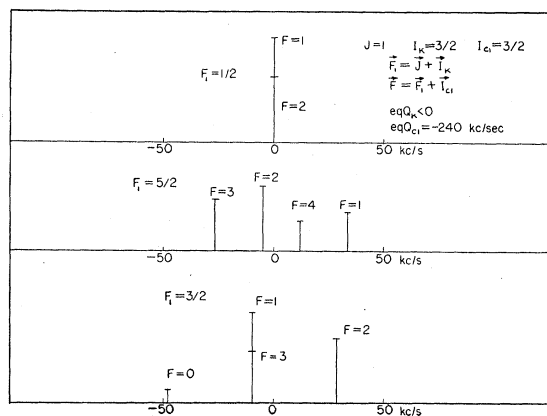 F=1
J=1 I_K=3/2 I_Cl=3/2
F₁=1/2
F⃗₁=J⃗+I⃗_K
F⃗=F⃗₁+I⃗_Cl
F=2
eqQ_K<0
eqQ_Cl=-240 kc/sec
-50 0 50 kc/s
F₁=5/2
F=3 F=2 F=4 F=1
-50 0 50
F₁=3/2
F=1
F=2
F=3
F=0
-50 0 50